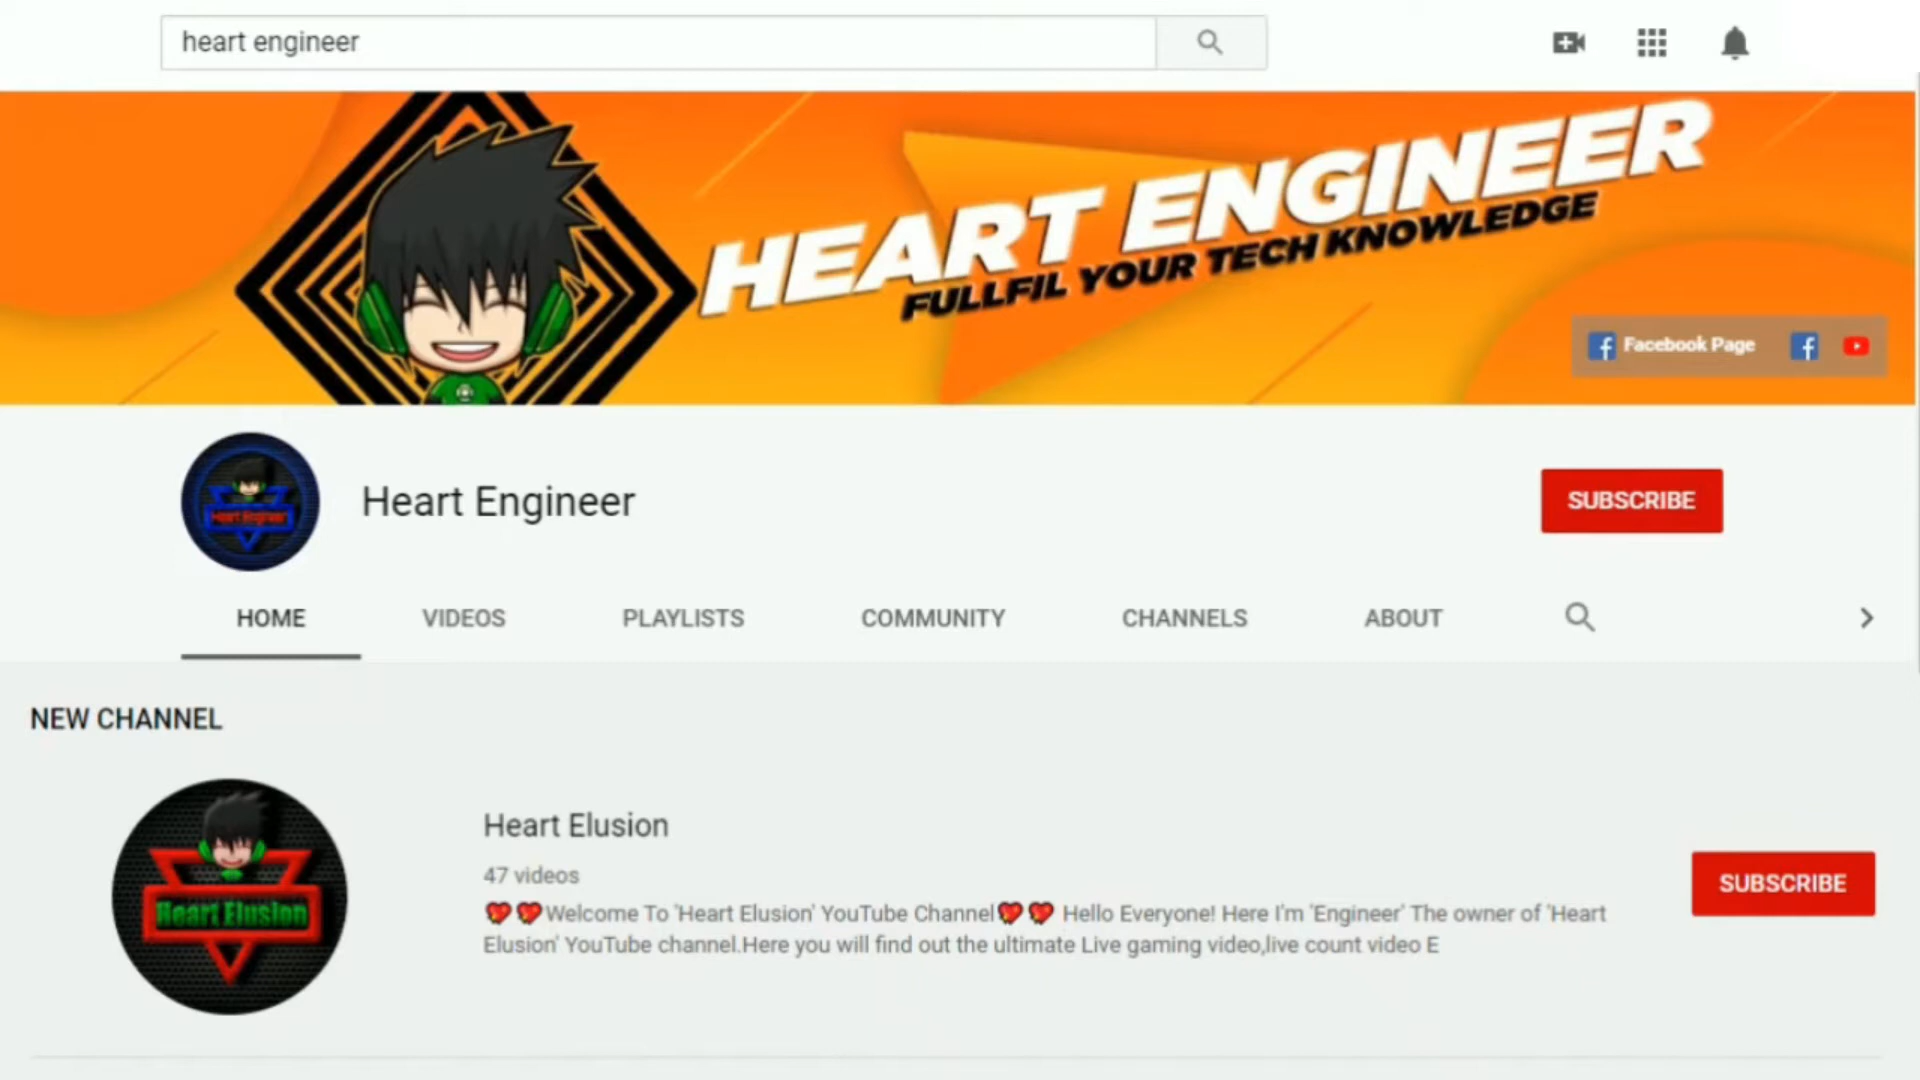 heart engineer
HEART ENGINEER
FULLFIL YOUR TECH KNOWLEDGE
Facebook Page
Heart Engineer
Heart Engineer
SUBSCRIBE
HOME VIDEOS PLAYLISTS COMMUNITY CHANNELS ABOUT
NEW CHANNEL
Heart Elusion
Heart Elusion
47 videos
💖💖Welcome To 'Heart Elusion' YouTube Channel💖💖 Hello Everyone! Here I'm 'Engineer' The owner of 'Heart
Elusion' YouTube channel.Here you will find out the ultimate Live gaming video,live count video E
SUBSCRIBE